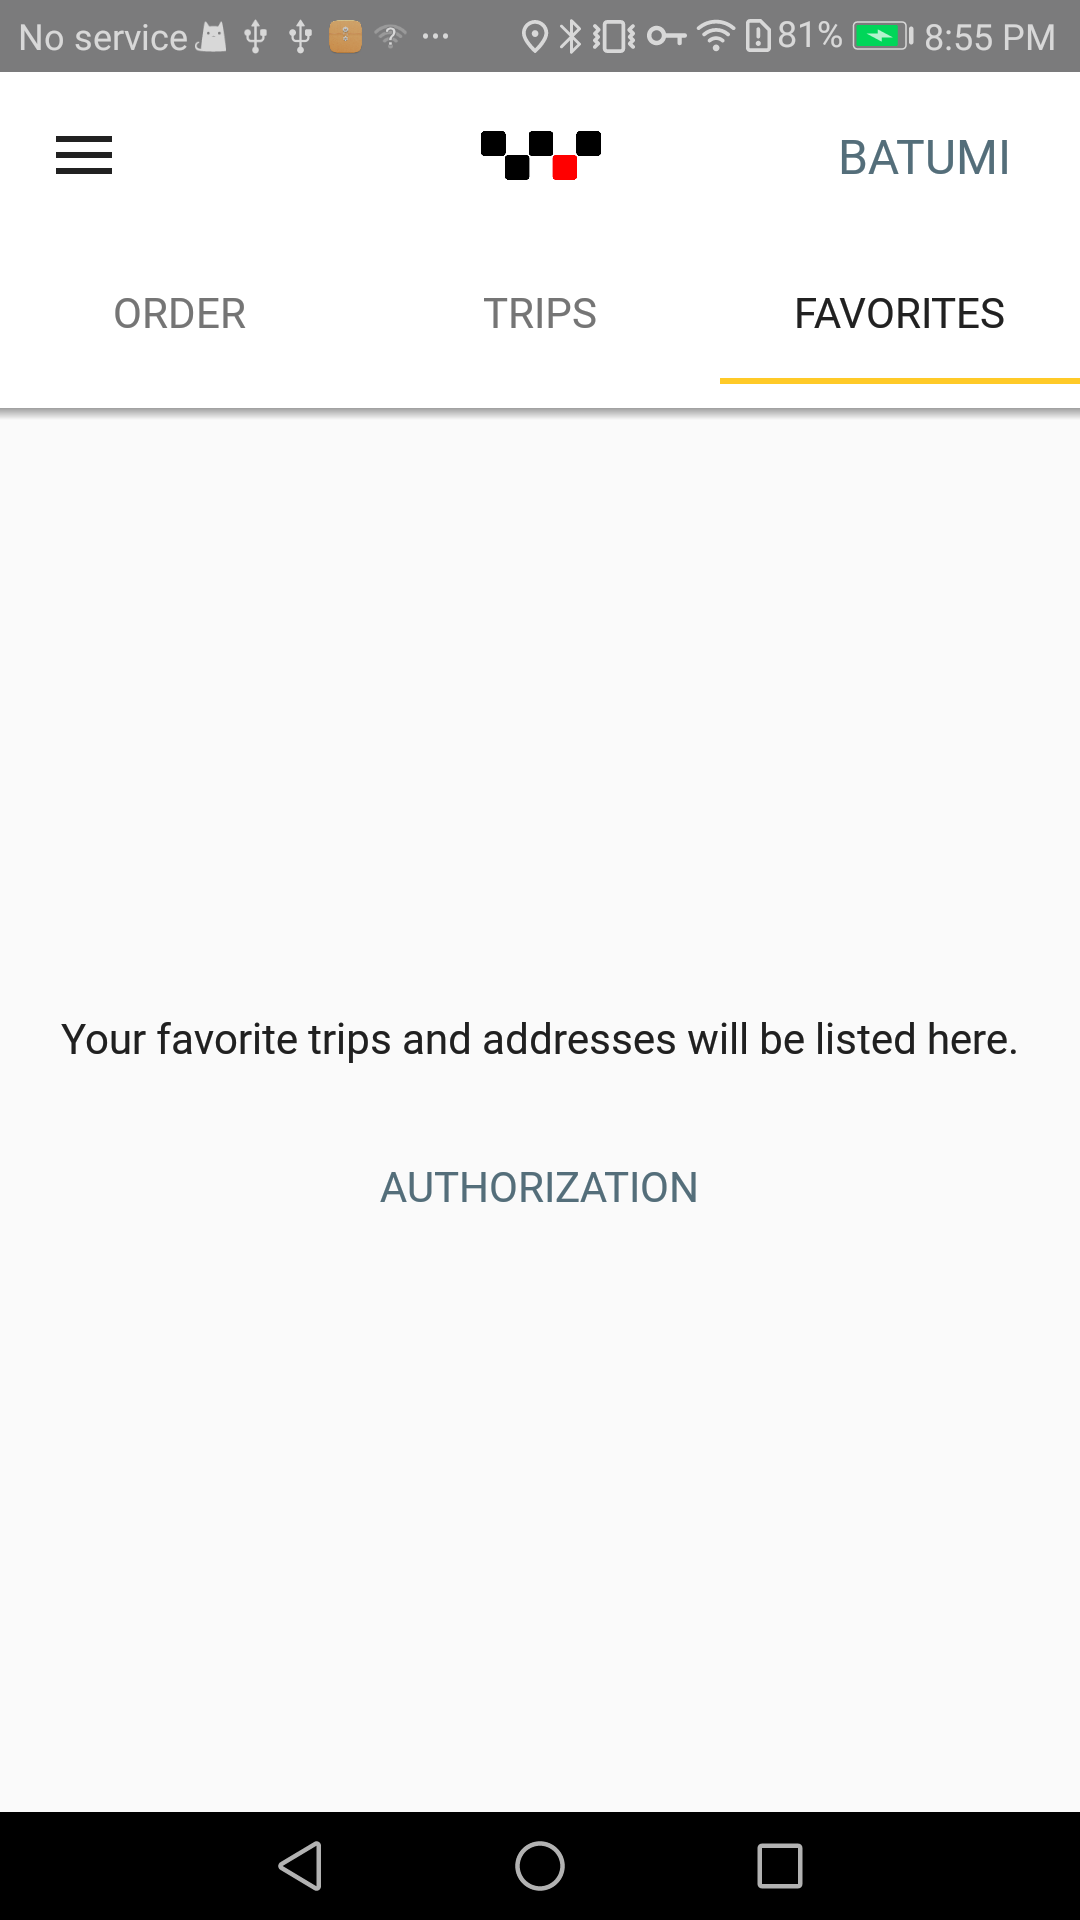 No service 81% 8:55 PM
BATUMI
ORDER TRIPS FAVORITES
Your favorite trips and addresses will be listed here.
AUTHORIZATION